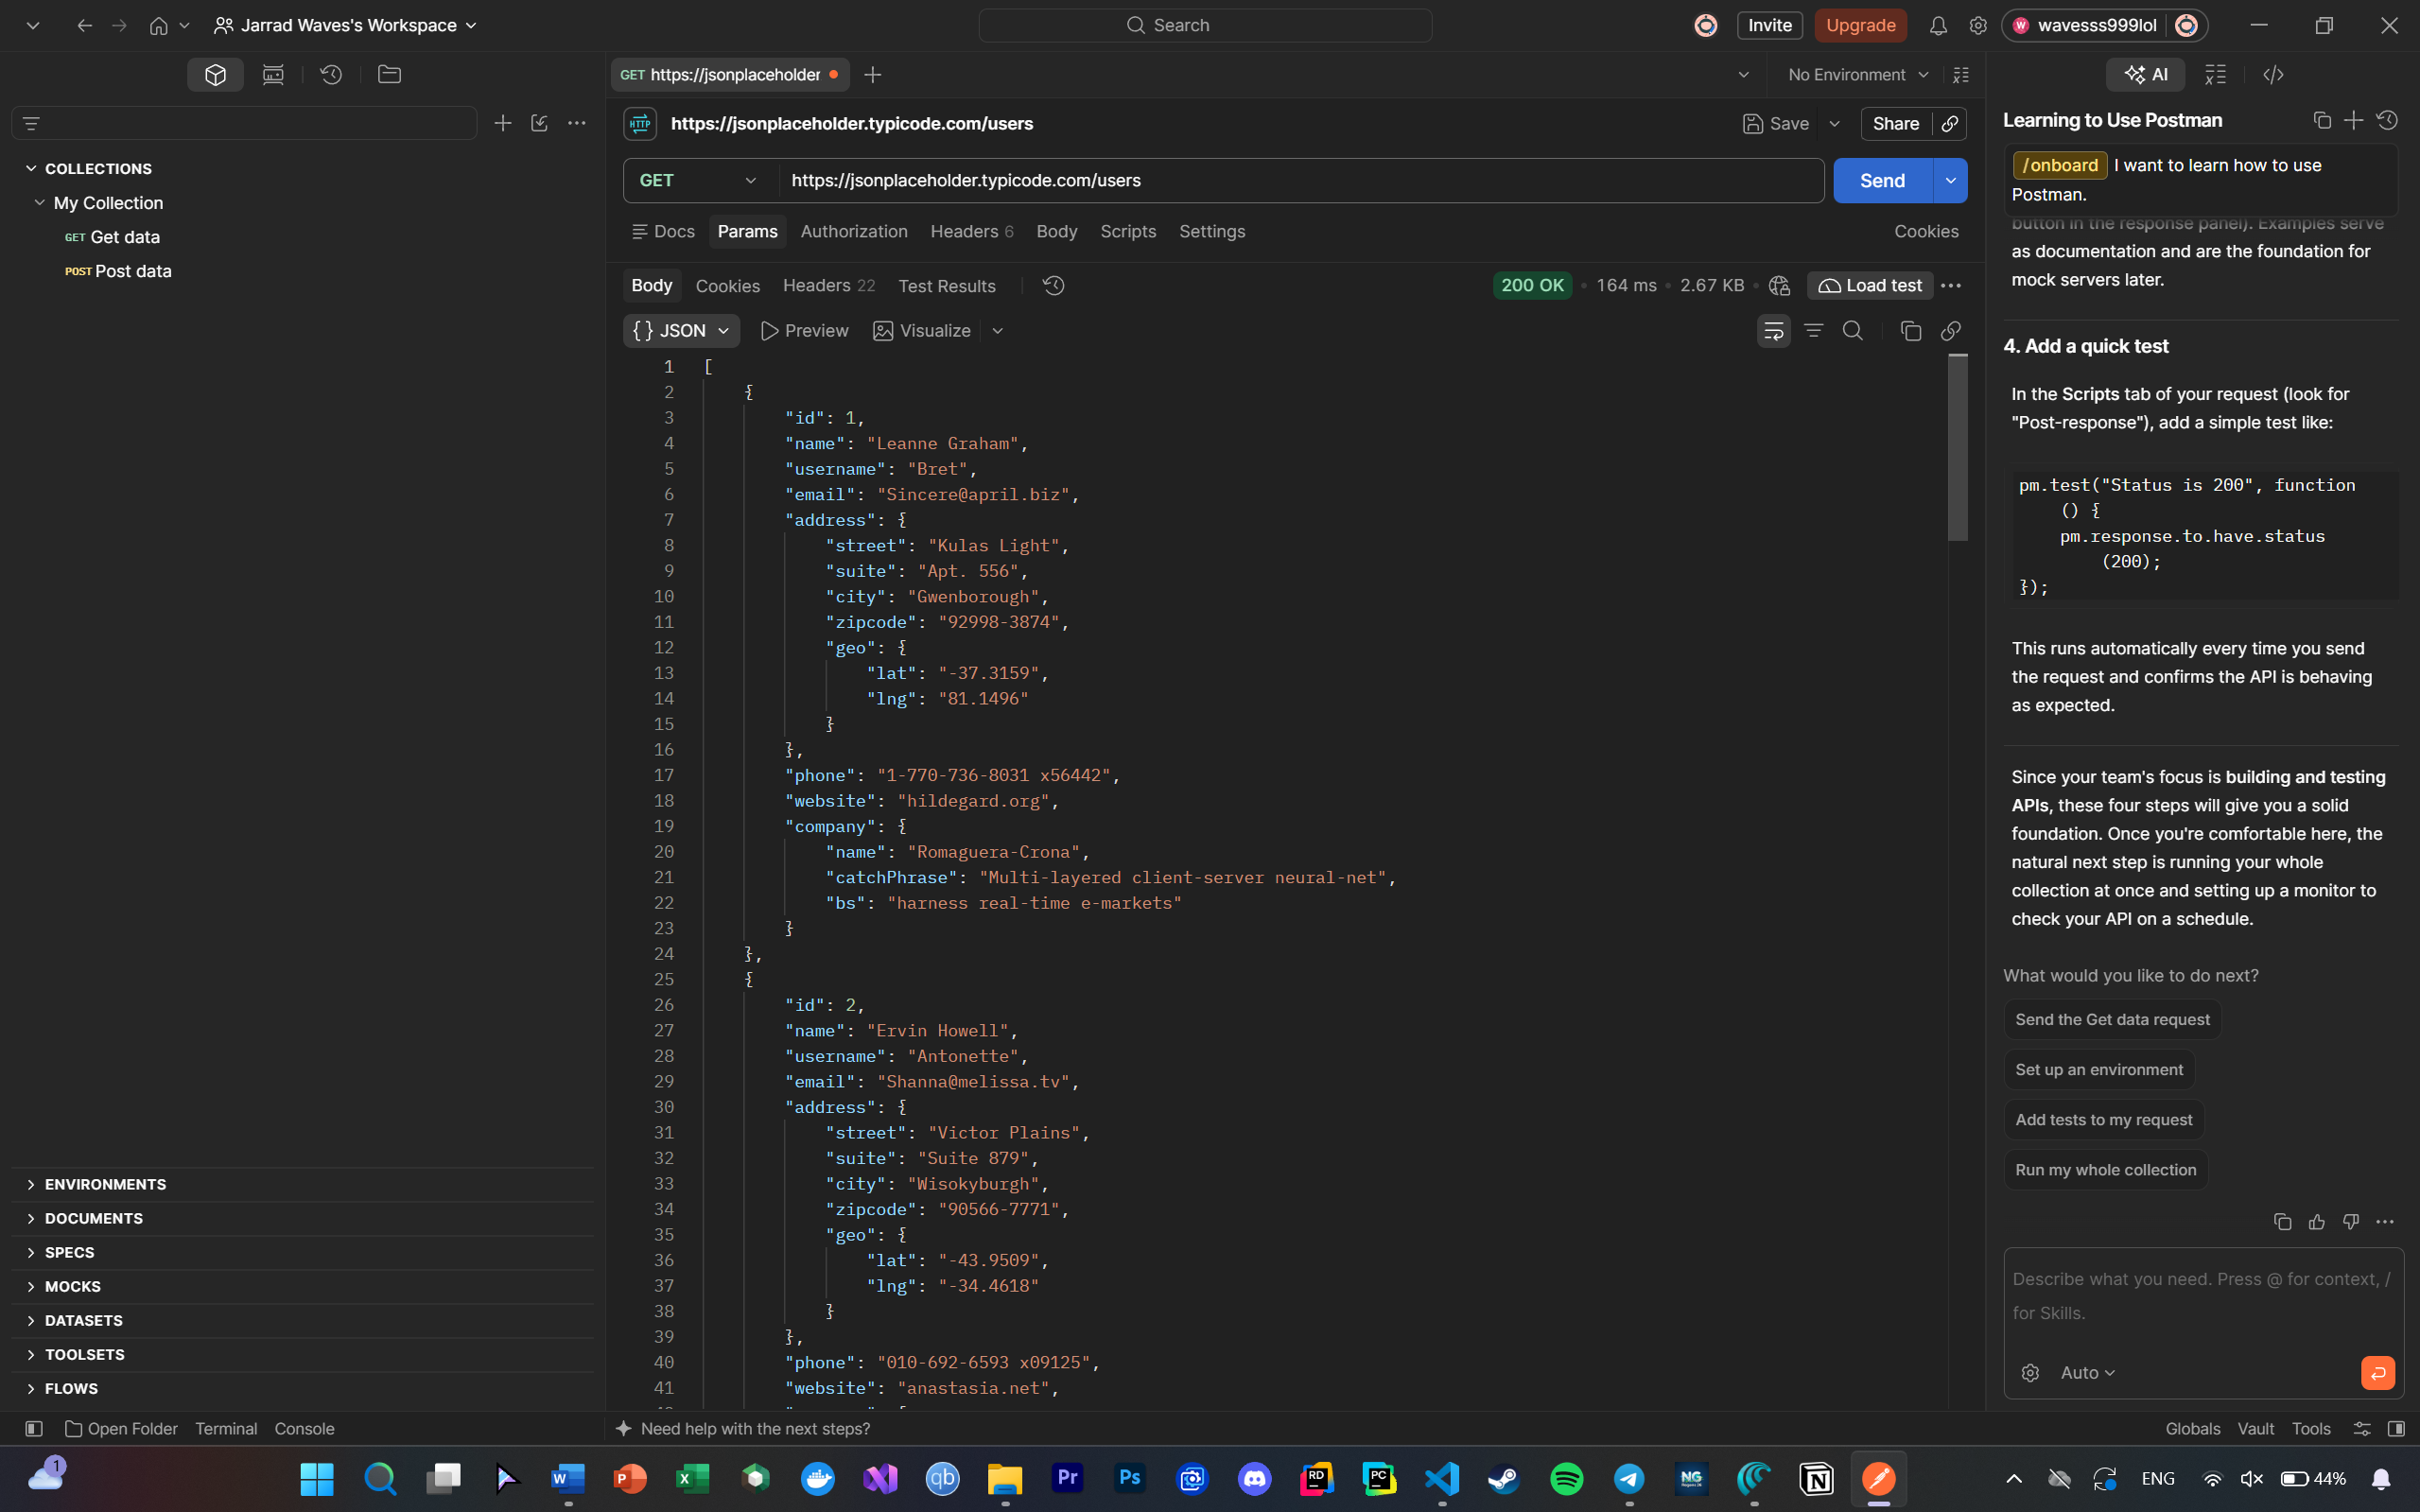 Jarrad Waves's Workspace
Search
Invite
Upgrade
W
wavesss999lol
GET https://jsonplaceholder
No Environment
AI
HTTP
https://jsonplaceholder.typicode.com/users
Save
Share
Learning to Use Postman
COLLECTIONS
My Collection
GET Get data
POST Post data
GET
https://jsonplaceholder.typicode.com/users
Send
/onboard I want to learn how to use
Postman.
Docs
Params
Authorization
Headers 6
Body
Scripts
Settings
Cookies
button in the response panel). Examples serve
as documentation and are the foundation for
mock servers later.
Body
Cookies
Headers 22
Test Results
200 OK
164 ms
2.67 KB
Load test
{} JSON
Preview
Visualize
1 [
2 {
3 "id": 1,
4 "name": "Leanne Graham",
5 "username": "Bret",
6 "email": "Sincere@april.biz",
7 "address": {
8 "street": "Kulas Light",
9 "suite": "Apt. 556",
10 "city": "Gwenborough",
11 "zipcode": "92998-3874",
12 "geo": {
13 "lat": "-37.3159",
14 "lng": "81.1496"
15 }
16 },
17 "phone": "1-770-736-8031 x56442",
18 "website": "hildegard.org",
19 "company": {
20 "name": "Romaguera-Crona",
21 "catchPhrase": "Multi-layered client-server neural-net",
22 "bs": "harness real-time e-markets"
23 }
24 },
25 {
26 "id": 2,
27 "name": "Ervin Howell",
28 "username": "Antonette",
29 "email": "Shanna@melissa.tv",
30 "address": {
31 "street": "Victor Plains",
32 "suite": "Suite 879",
33 "city": "Wisokyburgh",
34 "zipcode": "90566-7771",
35 "geo": {
36 "lat": "-43.9509",
37 "lng": "-34.4618"
38 }
39 },
40 "phone": "010-692-6593 x09125",
41 "website": "anastasia.net",
4. Add a quick test
In the Scripts tab of your request (look for
"Post-response"), add a simple test like:
pm.test("Status is 200", function
() {
pm.response.to.have.status
(200);
});
This runs automatically every time you send
the request and confirms the API is behaving
as expected.
Since your team's focus is building and testing
APIs, these four steps will give you a solid
foundation. Once you're comfortable here, the
natural next step is running your whole
collection at once and setting up a monitor to
check your API on a schedule.
What would you like to do next?
Send the Get data request
Set up an environment
Add tests to my request
Run my whole collection
Describe what you need. Press @ for context, /
for Skills.
Auto
ENVIRONMENTS
DOCUMENTS
SPECS
MOCKS
DATASETS
TOOLSETS
FLOWS
Open Folder
Terminal
Console
Need help with the next steps?
Globals
Vault
Tools
1
W
P
X
qb
Pr
Ps
RD
PC
NG
N
ENG
44%